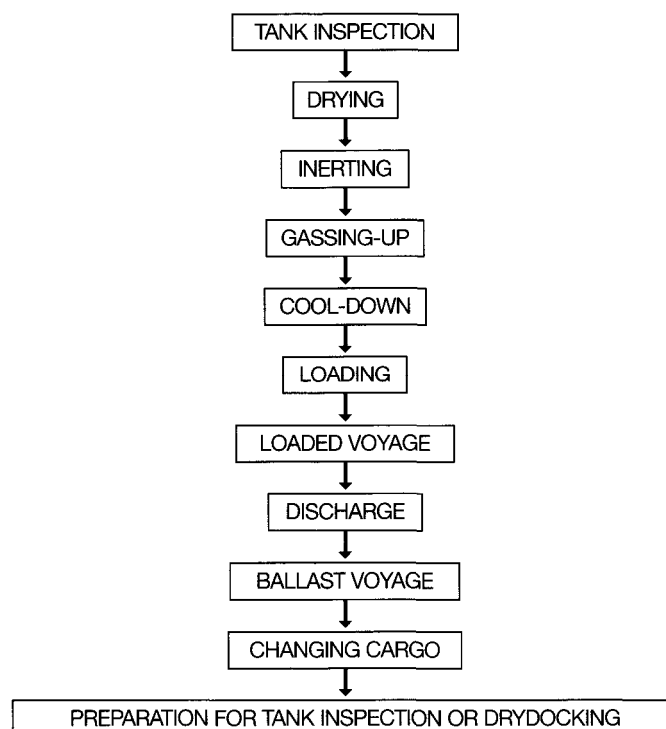 TANK INSPECTION
DRYING
INERTING
GASSING-UP
COOL-DOWN
LOADING
LOADED VOYAGE
DISCHARGE
BALLAST VOYAGE
CHANGING CARGO
PREPARATION FOR TANK INSPECTION OR DRYDOCKING